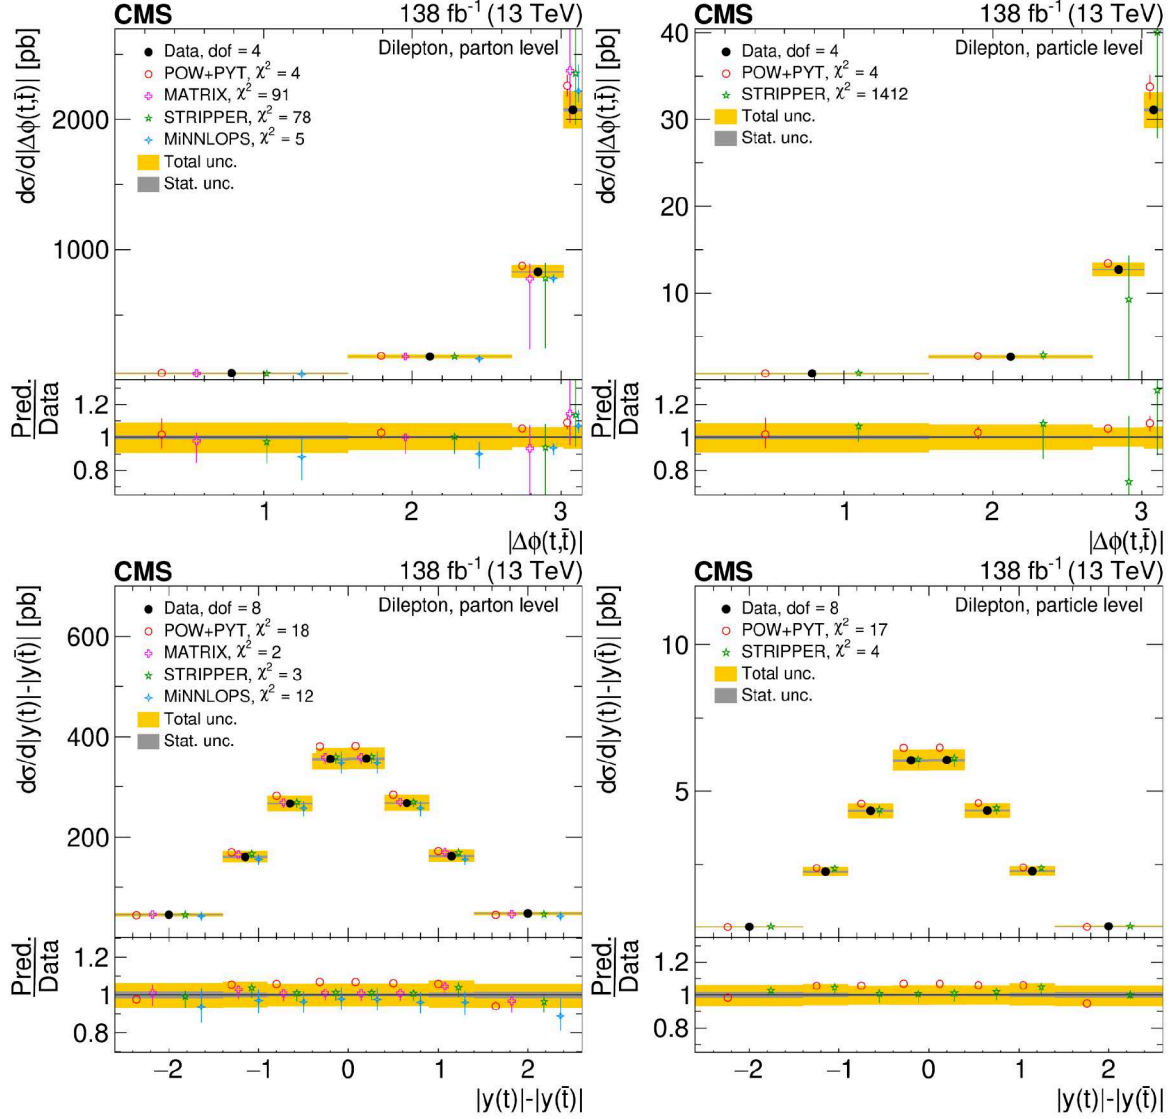 CMS 138 fb⁻¹ (13 TeV)
Dilepton, parton level
Data, dof = 4
POW+PYT, χ² = 4
MATRIX, χ² = 91
STRIPPER, χ² = 78
MiNNLOPS, χ² = 5
Total unc.
Stat. unc.
dσ/d|Δϕ(t,t̄)| [pb]
2000
1000
Pred.
Data
1.2
1
0.8
1 2 3
|Δϕ(t,t̄)|
CMS 138 fb⁻¹ (13 TeV)
Dilepton, particle level
Data, dof = 4
POW+PYT, χ² = 4
STRIPPER, χ² = 1412
Total unc.
Stat. unc.
dσ/d|Δϕ(t,t̄)| [pb]
40
30
20
10
Pred.
Data
1.2
1
0.8
1 2 3
|Δϕ(t,t̄)|
CMS 138 fb⁻¹ (13 TeV)
Dilepton, parton level
Data, dof = 8
POW+PYT, χ² = 18
MATRIX, χ² = 2
STRIPPER, χ² = 3
MiNNLOPS, χ² = 12
Total unc.
Stat. unc.
dσ/d|y(t)|-|y(t̄)| [pb]
600
400
200
Pred.
Data
1.2
1
0.8
−2 −1 0 1 2
|y(t)|-|y(t̄)|
CMS 138 fb⁻¹ (13 TeV)
Dilepton, particle level
Data, dof = 8
POW+PYT, χ² = 17
STRIPPER, χ² = 4
Total unc.
Stat. unc.
dσ/d|y(t)|-|y(t̄)| [pb]
10
5
Pred.
Data
1.2
1
0.8
−2 −1 0 1 2
|y(t)|-|y(t̄)|